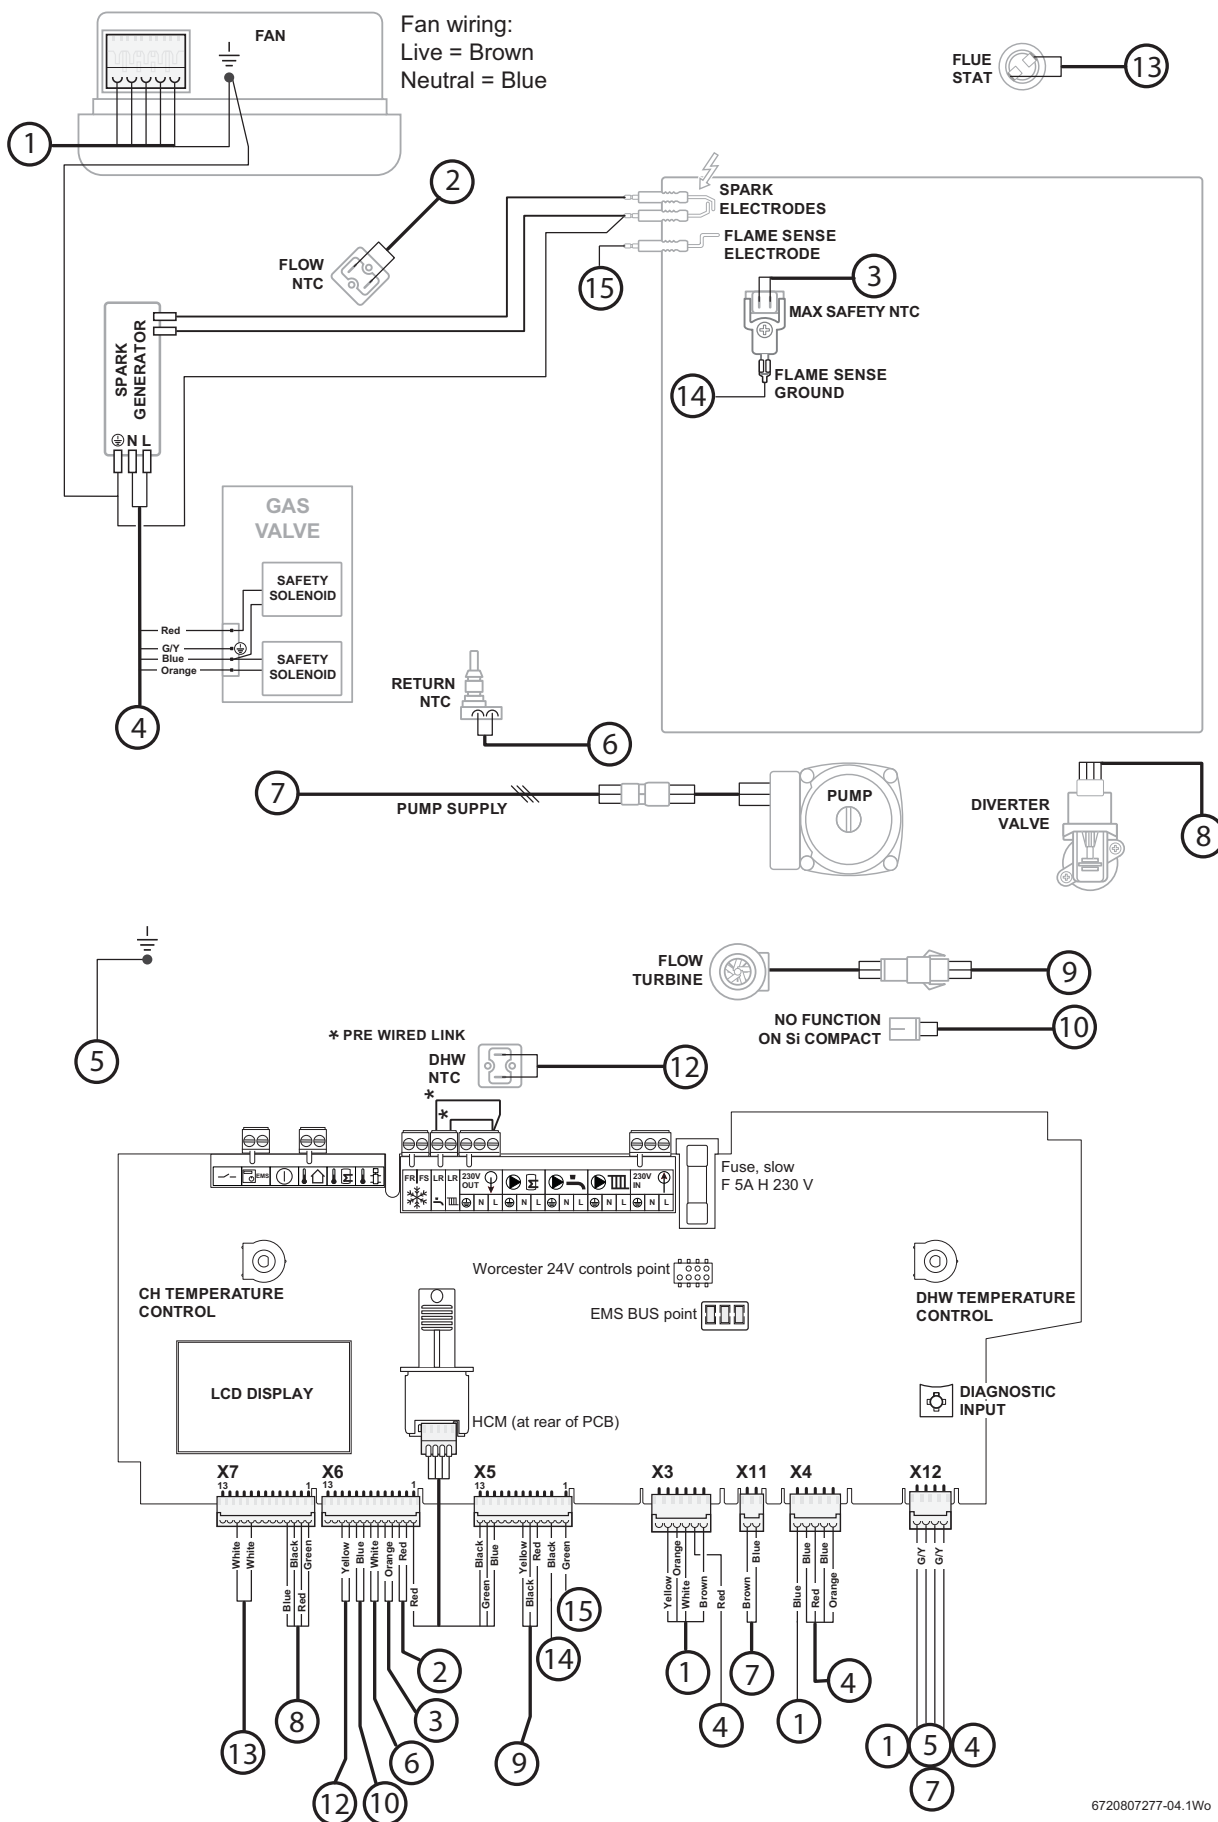 FAN
Fan wiring:
Live = Brown
Neutral = Blue
FLUE
STAT
13
1
2
SPARK
ELECTRODES
FLAME SENSE
ELECTRODE
FLOW
NTC
15
3
MAX SAFETY NTC
SPARK
GENERATOR
FLAME SENSE
GROUND
14
N L
GAS
VALVE
SAFETY
SOLENOID
Red
G/Y
Blue
Orange
SAFETY
SOLENOID
RETURN
NTC
4
6
7
PUMP SUPPLY
PUMP
DIVERTER
VALVE
8
FLOW
TURBINE
9
NO FUNCTION
ON Si COMPACT
10
5
* PRE WIRED LINK
DHW
NTC
12
*
*
EMS
FR FS LR LR 230V
OUT
230V
IN
N L N L N L N L N L
Fuse, slow
F 5A H 230 V
Worcester 24V controls point
CH TEMPERATURE
CONTROL
DHW TEMPERATURE
CONTROL
EMS BUS point
LCD DISPLAY
DIAGNOSTIC
INPUT
HCM (at rear of PCB)
X7 X6 X5 X3 X11 X4 X12
13 1 13 1 13 1
White White Blue Black Red Green
Yellow Blue White Orange Red Red
Black Green Blue Yellow Black Red Black Green
Yellow Orange White Brown Red
Brown Blue
Blue Blue Red Blue Orange
G/Y G/Y
15
2 14 1 7 4
8 3 4 1
13 6 9 1 5 4
12 10 7
6720807277-04.1Wo